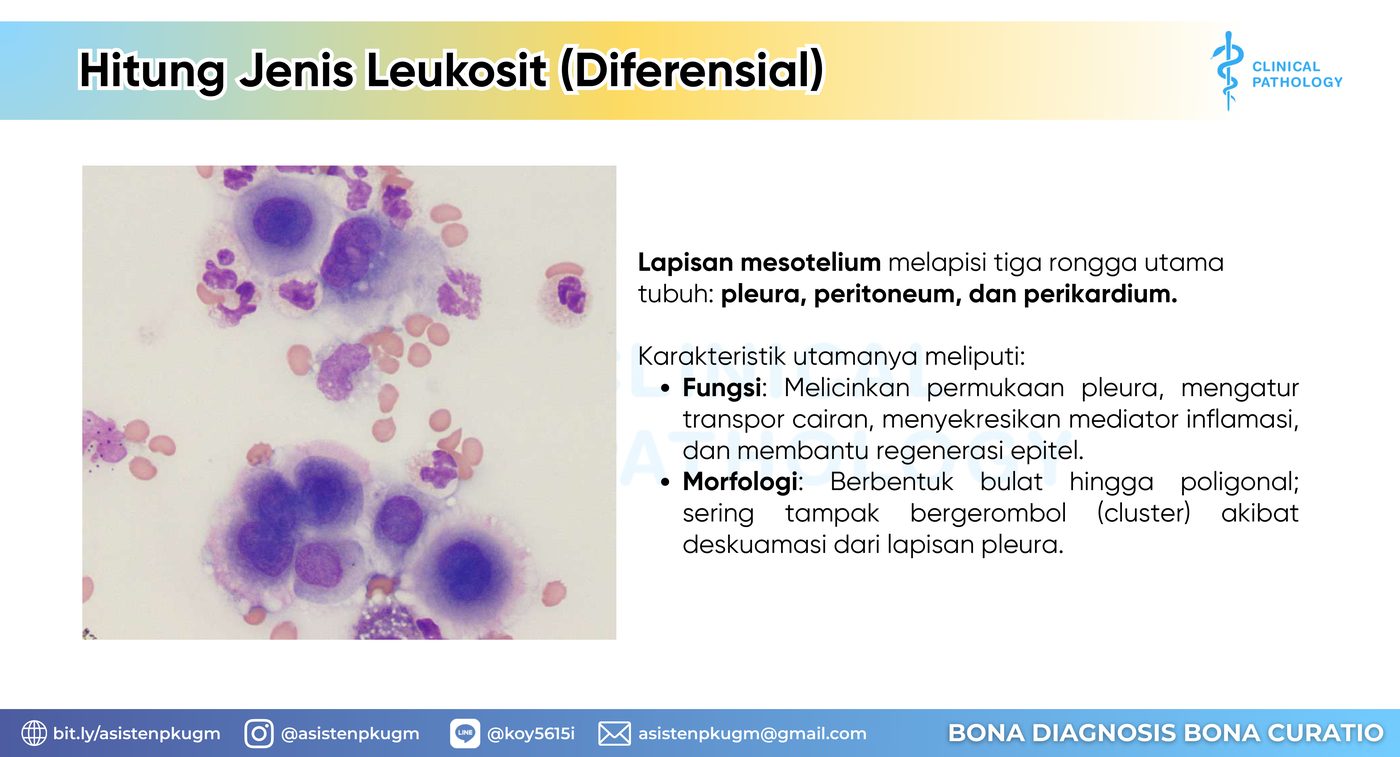 Hitung Jenis Leukosit (Diferensial)
CLINICAL
PATHOLOGY
Lapisan mesotelium melapisi tiga rongga utama
tubuh: pleura, peritoneum, dan perikardium.
Karakteristik utamanya meliputi:
• Fungsi: Melicinkan permukaan pleura, mengatur
transpor cairan, menyekresikan mediator inflamasi,
dan membantu regenerasi epitel.
• Morfologi: Berbentuk bulat hingga poligonal;
sering tampak bergerombol (cluster) akibat
deskuamasi dari lapisan pleura.
CLINICAL
PATHOLOGY
bit.ly/asistenpkugm
@asistenpkugm
LINE
@koy5615i
asistenpkugm@gmail.com
BONA DIAGNOSIS BONA CURATIO